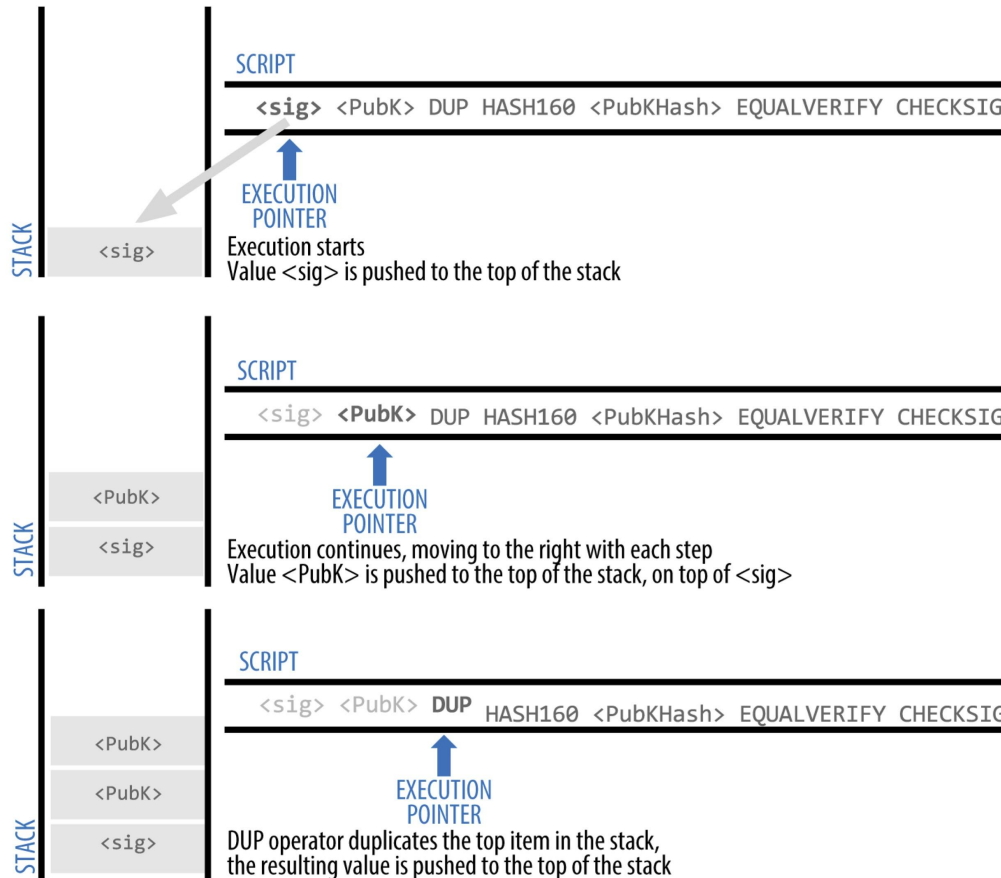 SCRIPT
<sig> <PubK> DUP HASH160 <PubKHash> EQUALVERIFY CHECKSIG
EXECUTION
POINTER
STACK
<sig>
Execution starts
Value <sig> is pushed to the top of the stack
SCRIPT
<sig> <PubK> DUP HASH160 <PubKHash> EQUALVERIFY CHECKSIG
EXECUTION
POINTER
STACK
<PubK>
<sig>
Execution continues, moving to the right with each step
Value <PubK> is pushed to the top of the stack, on top of <sig>
SCRIPT
<sig> <PubK> DUP HASH160 <PubKHash> EQUALVERIFY CHECKSIG
EXECUTION
POINTER
STACK
<PubK>
<PubK>
<sig>
DUP operator duplicates the top item in the stack,
the resulting value is pushed to the top of the stack